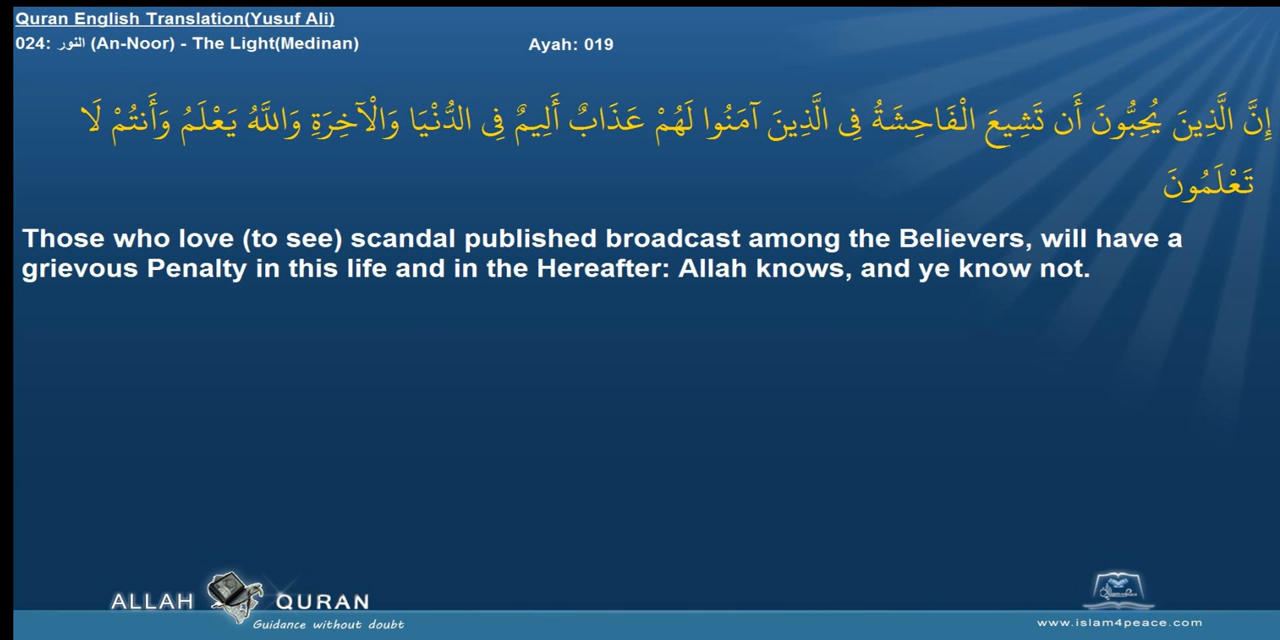 Quran English Translation(Yusuf Ali)
024: النور (An-Noor) - The Light(Medinan)
Ayah: 019
إِنَّ الَّذِينَ يُحِبُّونَ أَن تَشِيعَ الْفَاحِشَةُ فِي الَّذِينَ آمَنُوا لَهُمْ عَذَابٌ أَلِيمٌ فِي الدُّنْيَا وَالْآخِرَةِ وَاللَّهُ يَعْلَمُ وَأَنتُمْ لَا
تَعْلَمُونَ
Those who love (to see) scandal published broadcast among the Believers, will have a
grievous Penalty in this life and in the Hereafter: Allah knows, and ye know not.
ALLAH QURAN
Guidance without doubt
www.islam4peace.com